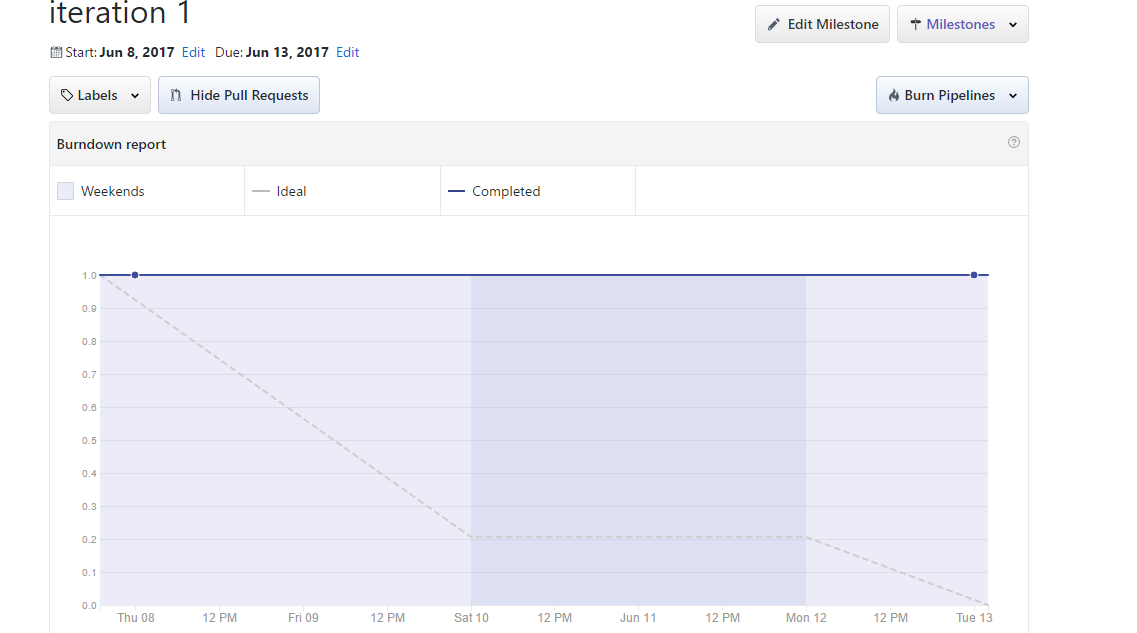 iteration 1
Edit Milestone
Milestones
Start: Jun 8, 2017 Edit Due: Jun 13, 2017 Edit
Labels
Hide Pull Requests
Burn Pipelines
Burndown report
Weekends
Ideal
Completed
1.0
0.9
0.8
0.7
0.6
0.5
0.4
0.3
0.2
0.1
0.0
Thu 08 12 PM Fri 09 12 PM Sat 10 12 PM Jun 11 12 PM Mon 12 12 PM Tue 13